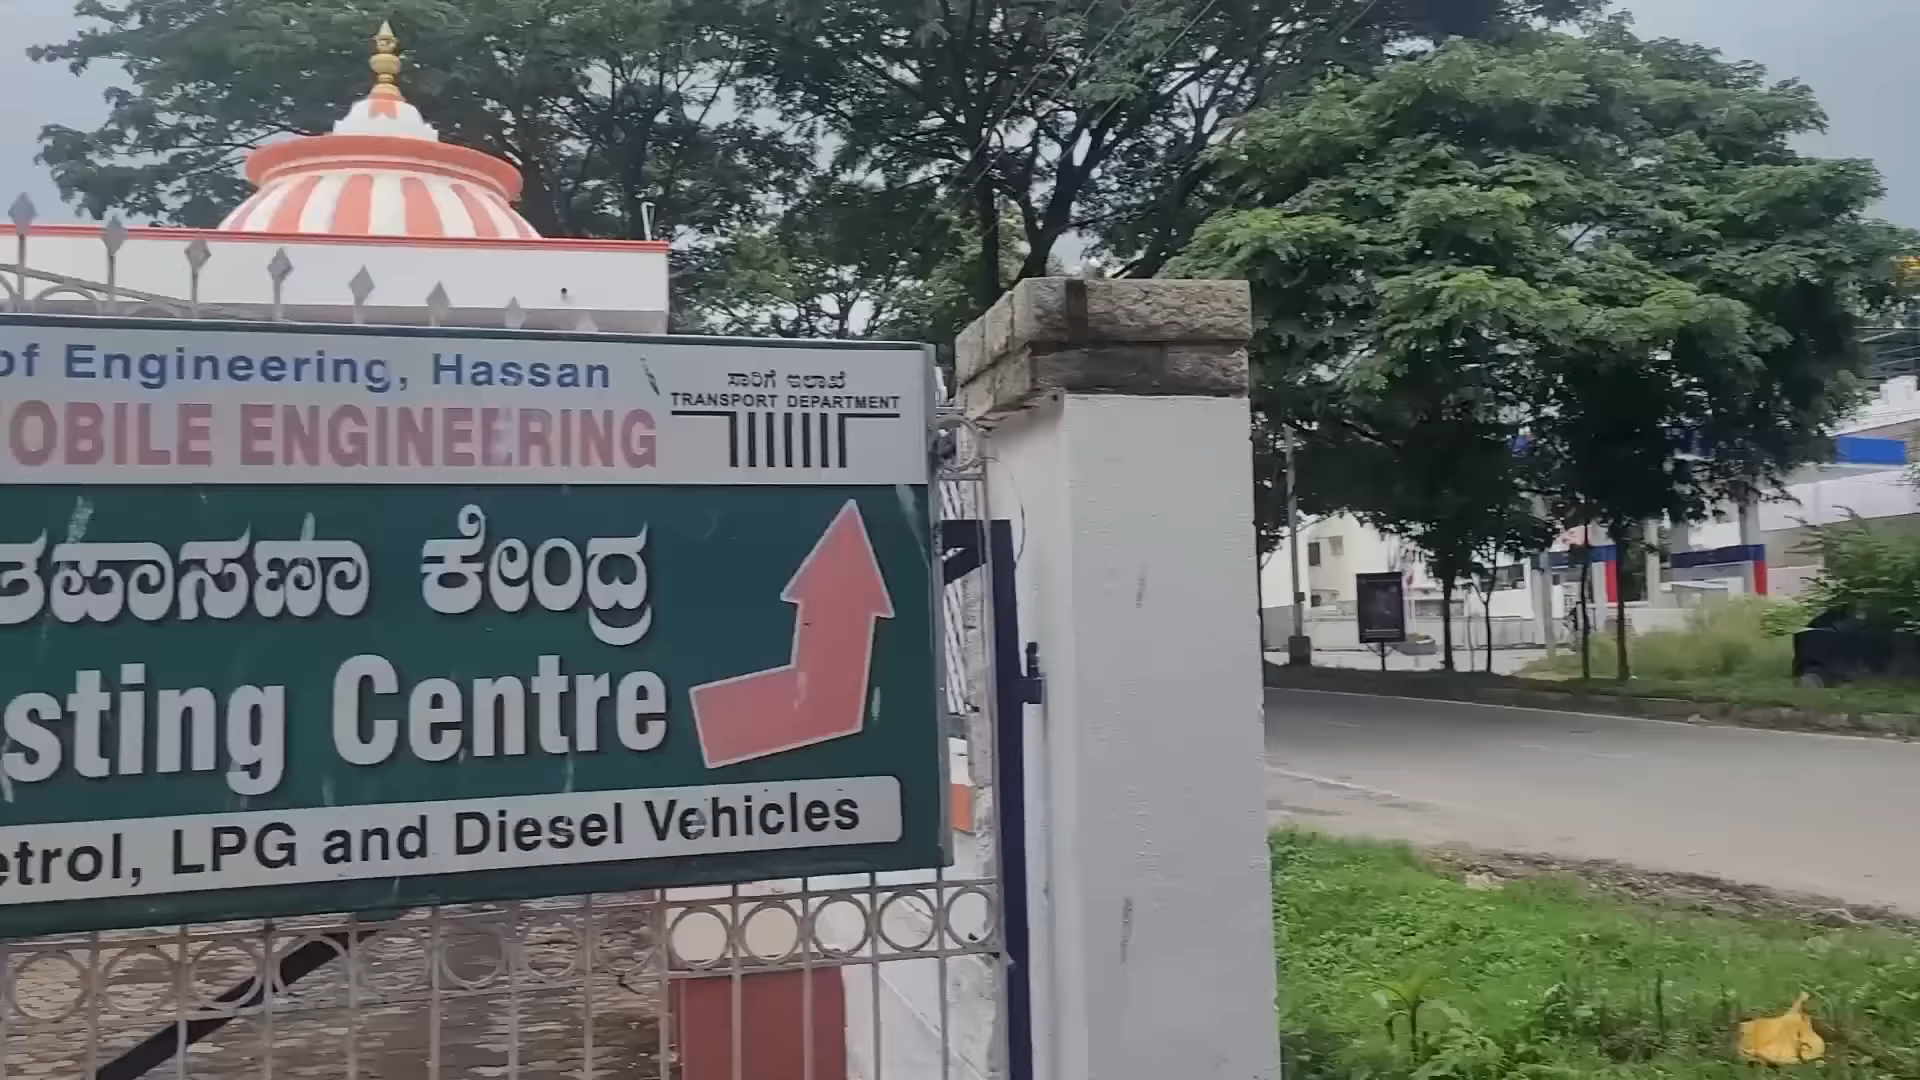 of Engineering, Hassan
OBILE ENGINEERING
ಸಾರಿಗೆ ಇಲಾಖೆ
TRANSPORT DEPARTMENT
ತಪಾಸಣಾ ಕೇಂದ್ರ
sting Centre
etrol, LPG and Diesel Vehicles